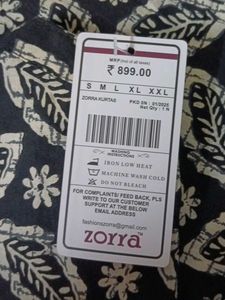 MRP(Incl of all taxes)
₹ 899.00
S M L XL XXL
ZORRA KURTAS
PKD ON : 01/2025
Net Qty : 1 N
WASHING
INSTRUCTIONS
IRON LOW HEAT
MACHINE WASH COLD
DO NOT BLEACH
FOR COMPLAINTS/ FEED BACK, PLS
WRITE TO OUR CUSTOMER
SUPPORT AT THE BELOW
EMAIL ADDRESS
fashionszorra@gmail.com
zorra